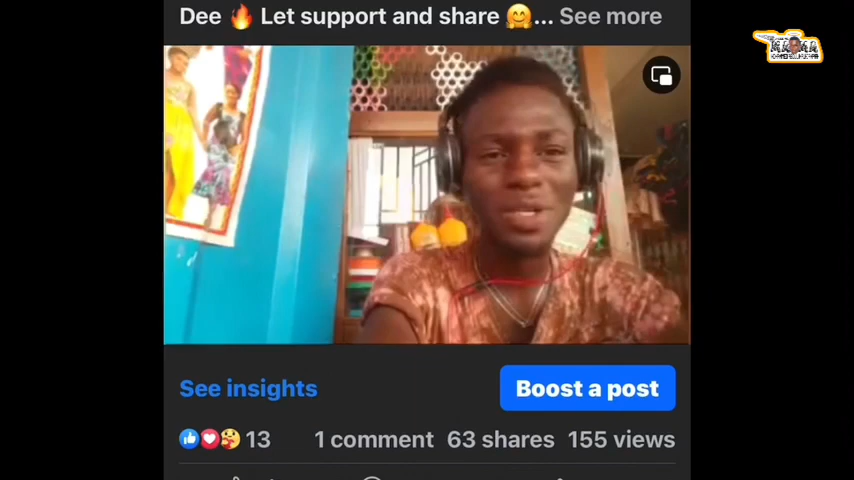 Dee 🔥 Let support and share 🤗... See more
See insights
Boost a post
13
1 comment
63 shares
155 views